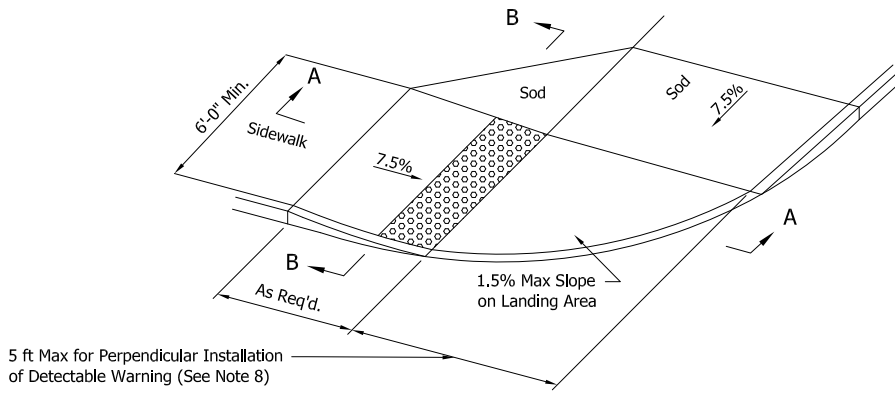 B
Sod
Sod
7.5%
A
6'-0" Min.
Sidewalk
7.5%
A
B
1.5% Max Slope
on Landing Area
As Req'd.
5 ft Max for Perpendicular Installation
of Detectable Warning (See Note 8)